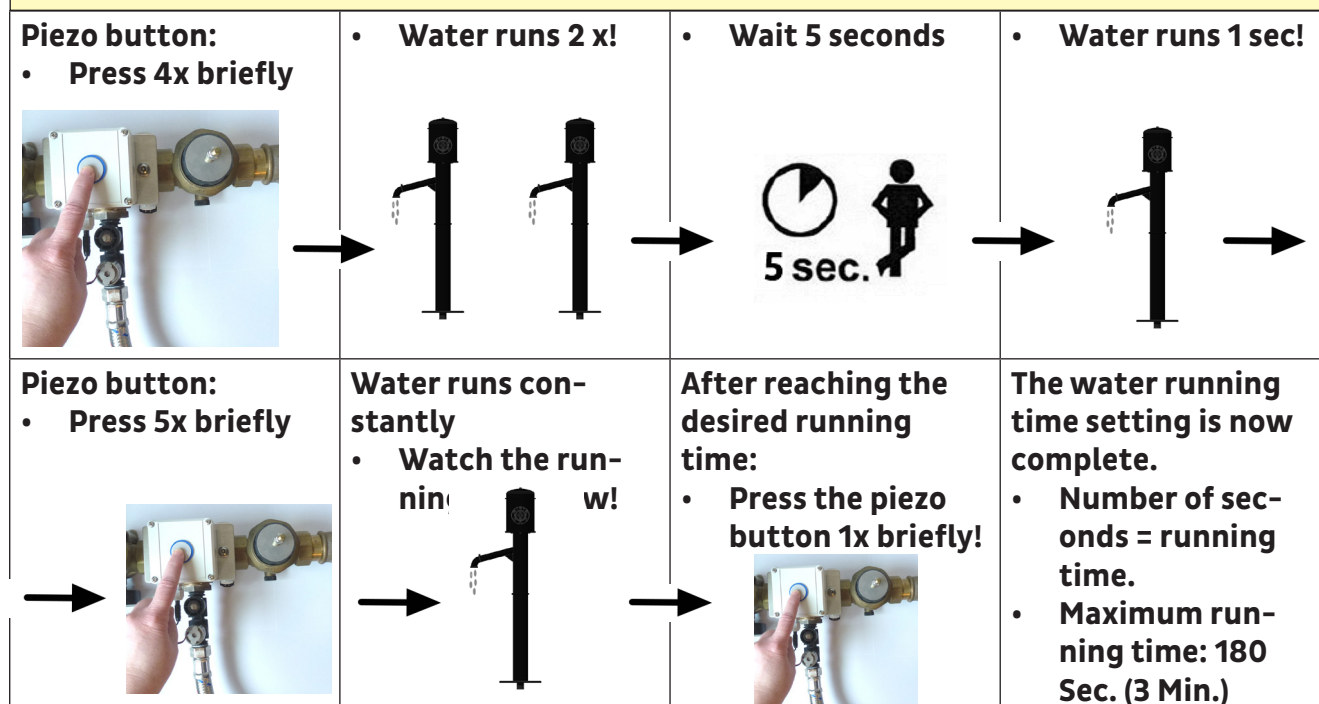 Piezo button:
• Press 4x briefly
• Water runs 2 x!
• Wait 5 seconds
5 sec.
• Water runs 1 sec!
Piezo button:
• Press 5x briefly
Water runs con-
stantly
• Watch the run-
nin w!
After reaching the
desired running
time:
• Press the piezo
button 1x briefly!
The water running
time setting is now
complete.
• Number of sec-
onds = running
time.
• Maximum run-
ning time: 180
Sec. (3 Min.)